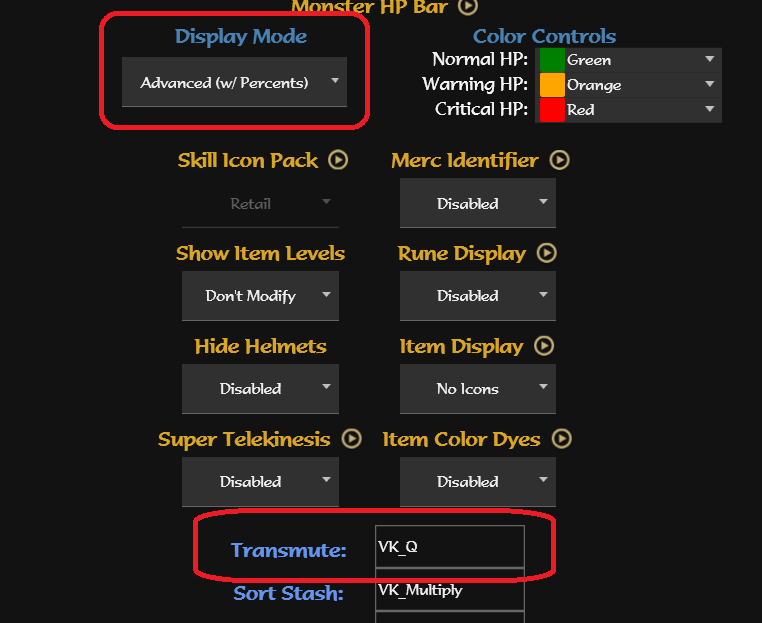 Monster HP Bar
Display Mode
Color Controls
Advanced (w/ Percents)
Normal HP: Green
Warning HP: Orange
Critical HP: Red
Skill Icon Pack
Merc Identifier
Retail
Disabled
Show Item Levels
Rune Display
Don't Modify
Disabled
Hide Helmets
Item Display
Disabled
No Icons
Super Telekinesis
Item Color Dyes
Disabled
Disabled
Transmute: VK_Q
Sort Stash: VK_Multiply